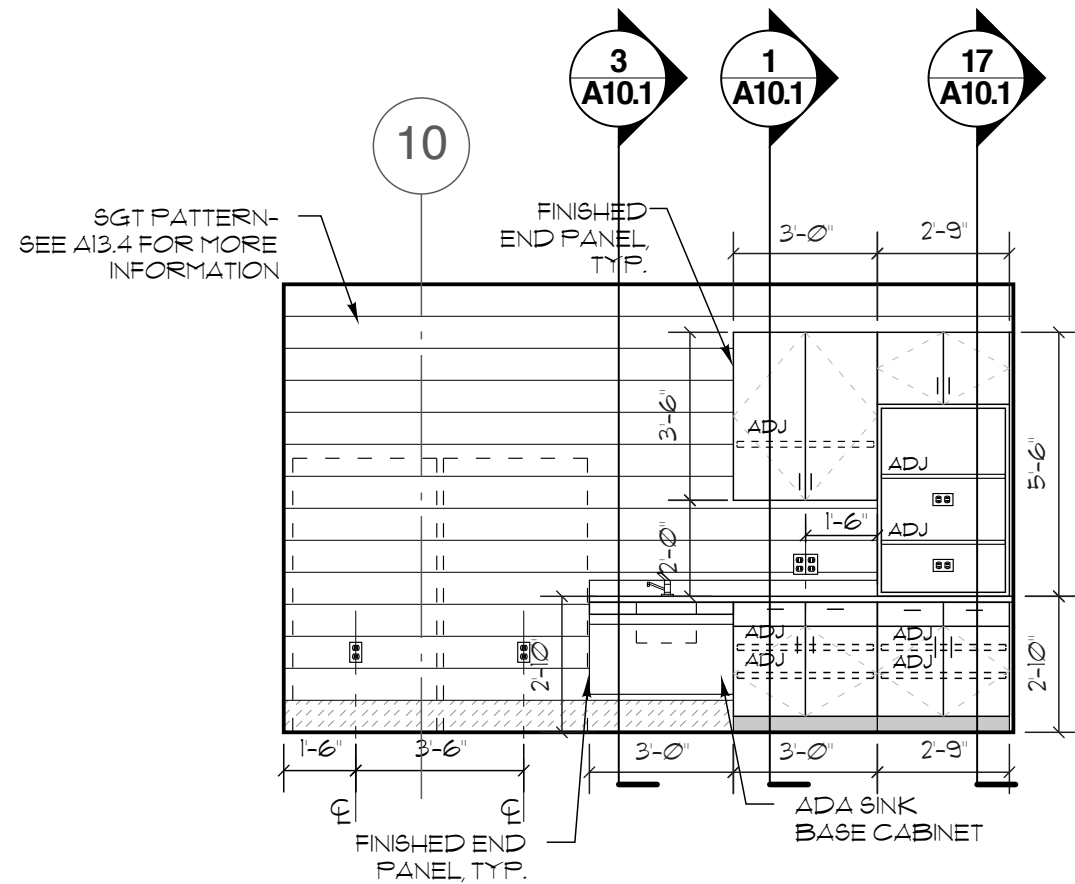 3
A10.1
1
A10.1
17
A10.1
10
SGT PATTERN-
SEE A13.4 FOR MORE
INFORMATION
FINISHED
END PANEL,
TYP.
3'-0"
2'-9"
3'-6"
ADJ
ADJ
5'-6"
1'-6"
ADJ
2'-0"
ADJ
ADJ
ADJ
ADJ
2'-10"
2'-10"
1'-6"
3'-6"
3'-0"
3'-0"
2'-9"
℄
℄
ADA SINK
BASE CABINET
FINISHED END
PANEL, TYP.